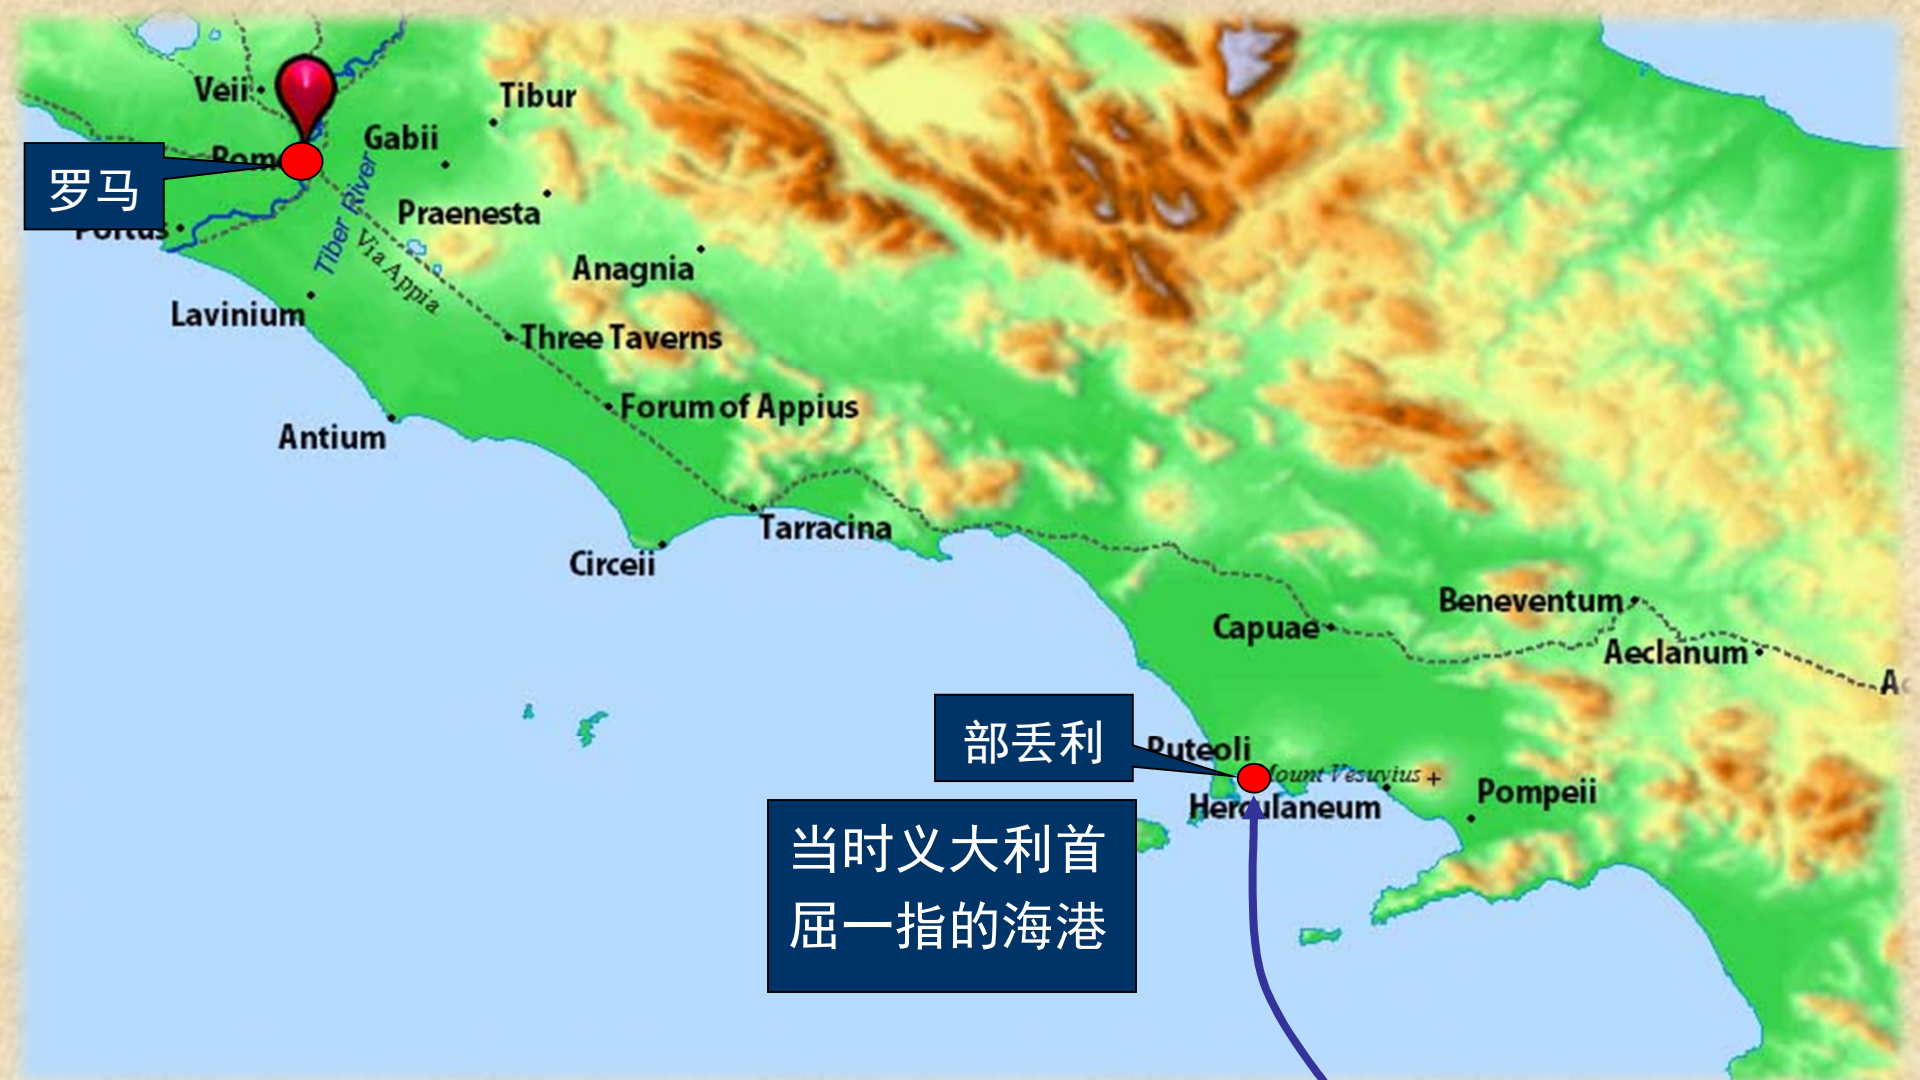 Veii
Tibur
Gabii
罗马
Rom
Portus
Tiber River
Praenesta
Via Appia
Anagnia
Lavinium
Three Taverns
Forum of Appius
Antium
Tarracina
Circeii
Beneventum
Capuae
Aeclanum
部丢利
Puteoli
Mount Vesuvius
Pompeii
Herculaneum
当时义大利首
屈一指的海港